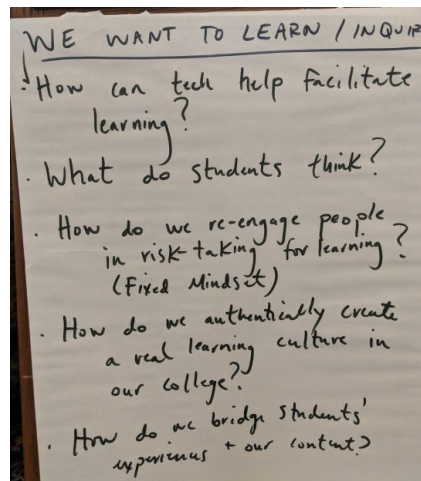 WE WANT TO LEARN / INQUIR
· How can tech help facilitate
learning?
· What do students think?
· How do we re-engage people
in risk-taking for learning?
(Fixed Mindset)
· How do we authentically create
a real learning culture in
our college?
· How do we bridge students'
experiences + our content?